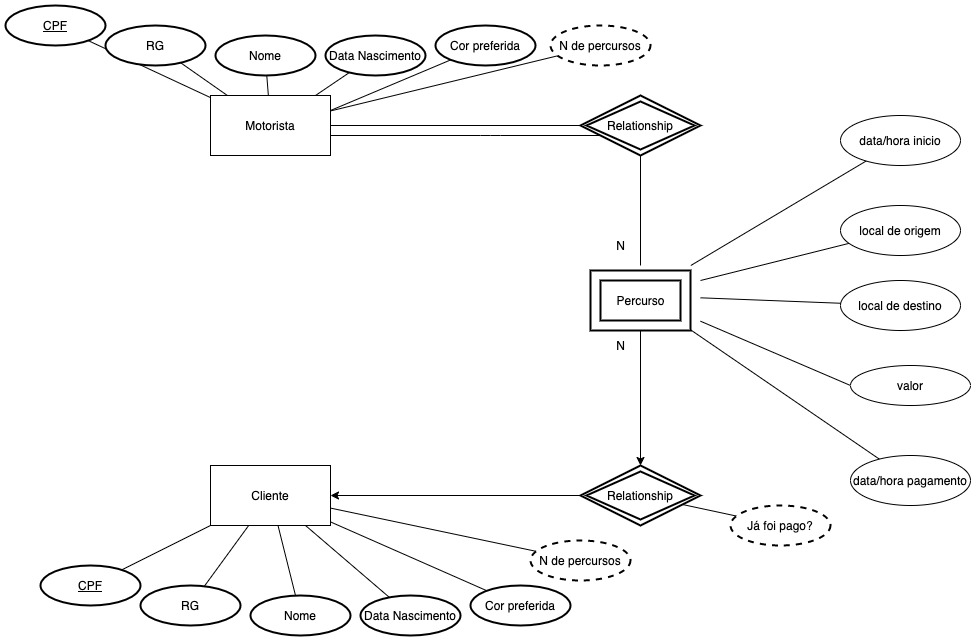 CPF
RG
Nome
Data Nascimento
Cor preferida
N de percursos
Motorista
Relationship
data/hora inicio
local de origem
N
Percurso
local de destino
N
valor
data/hora pagamento
Cliente
Relationship
Já foi pago?
N de percursos
CPF
RG
Nome
Data Nascimento
Cor preferida